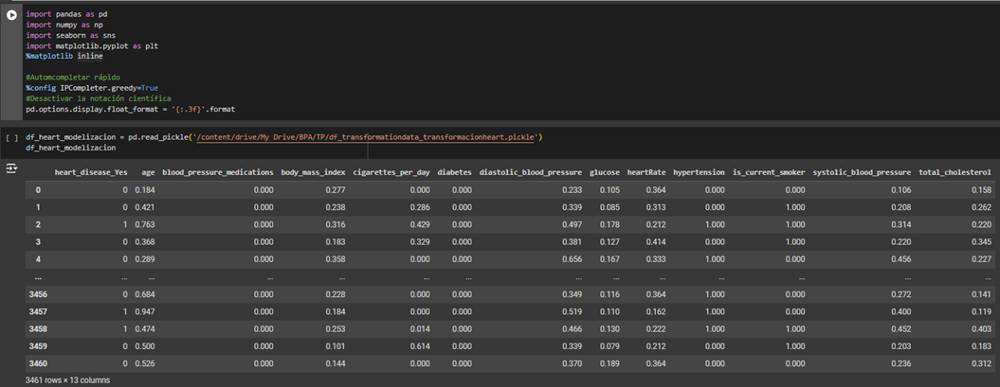 import pandas as pd
import numpy as np
import seaborn as sns
import matplotlib.pyplot as plt
%matplotlib inline
#Automcompletar rápido
%config IPCompleter.greedy=True
#Desactivar la notación científica
pd.options.display.float_format = '{:.3f}'.format
[ ] df_heart_modelizacion = pd.read_pickle('/content/drive/My Drive/BPA/TP/df_transformationdata_transformacionheart.pickle')
df_heart_modelizacion
heart_disease_Yes age blood_pressure_medications body_mass_index cigarettes_per_day diabetes diastolic_blood_pressure glucose heartRate hypertension is_current_smoker systolic_blood_pressure total_cholesterol
0 0 0.184 0.000 0.277 0.000 0.000 0.233 0.105 0.364 0.000 0.000 0.106 0.158
1 0 0.421 0.000 0.238 0.286 0.000 0.339 0.085 0.313 0.000 1.000 0.208 0.262
2 1 0.763 0.000 0.316 0.429 0.000 0.497 0.178 0.212 1.000 1.000 0.314 0.220
3 0 0.368 0.000 0.183 0.329 0.000 0.381 0.127 0.414 0.000 1.000 0.220 0.345
4 0 0.289 0.000 0.358 0.000 0.000 0.656 0.167 0.333 1.000 0.000 0.456 0.227
... ... ... ... ... ... ... ... ... ... ... ... ... ...
3456 0 0.684 0.000 0.228 0.000 0.000 0.349 0.116 0.364 1.000 0.000 0.272 0.141
3457 1 0.947 0.000 0.184 0.000 0.000 0.519 0.110 0.162 1.000 0.000 0.400 0.119
3458 1 0.474 0.000 0.253 0.014 0.000 0.466 0.130 0.222 1.000 1.000 0.452 0.403
3459 0 0.500 0.000 0.101 0.614 0.000 0.339 0.079 0.212 0.000 1.000 0.203 0.183
3460 0 0.526 0.000 0.144 0.000 0.000 0.370 0.189 0.364 0.000 0.000 0.236 0.312
3461 rows × 13 columns